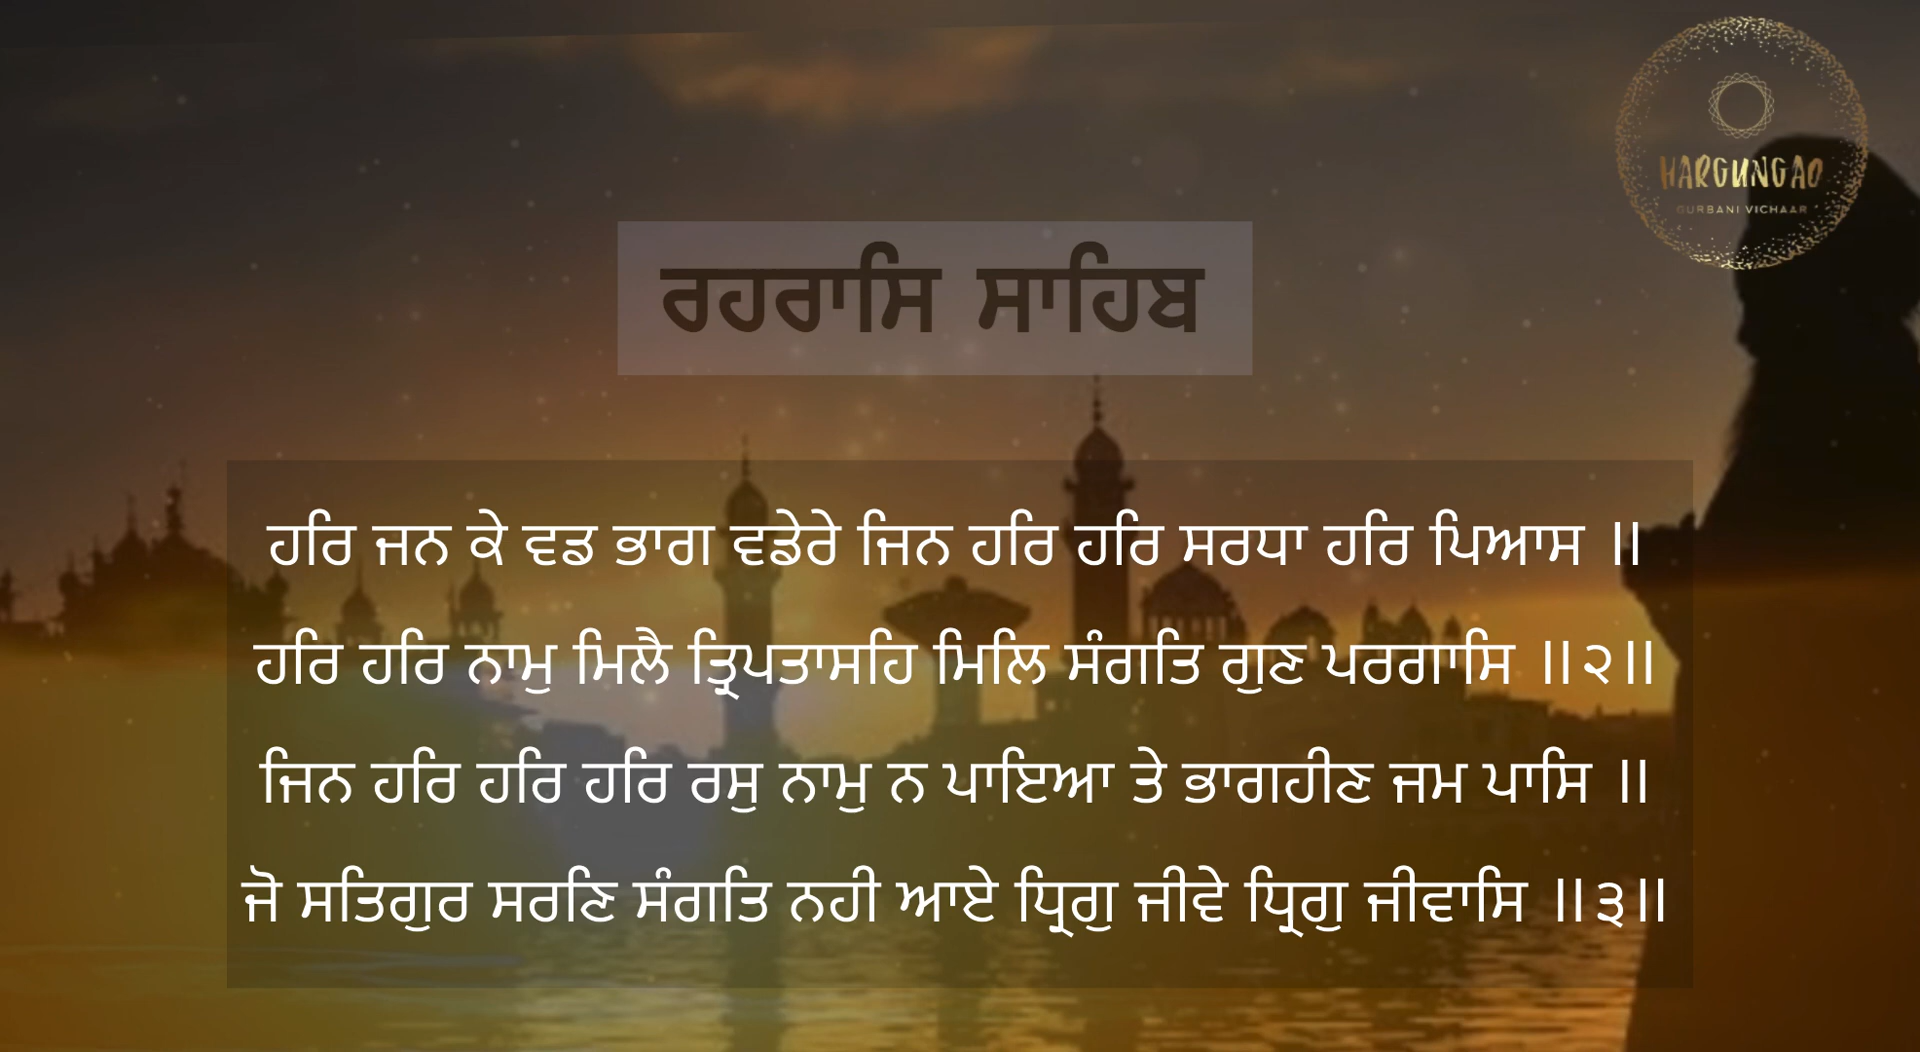 HARGUNGAO
GURBANI VICHAAR
ਰਹਰਾਸਿ ਸਾਹਿਬ
ਹਰਿ ਜਨ ਕੇ ਵਡ ਭਾਗ ਵਡੇਰੇ ਜਿਨ ਹਰਿ ਹਰਿ ਸਰਧਾ ਹਰਿ ਪਿਆਸ ॥
ਹਰਿ ਹਰਿ ਨਾਮੁ ਮਿਲੈ ਤ੍ਰਿਪਤਾਸਹਿ ਮਿਲਿ ਸੰਗਤਿ ਗੁਣ ਪਰਗਾਸਿ ॥੨॥
ਜਿਨ ਹਰਿ ਹਰਿ ਹਰਿ ਰਸੁ ਨਾਮੁ ਨ ਪਾਇਆ ਤੇ ਭਾਗਹੀਣ ਜਮ ਪਾਸਿ ॥
ਜੋ ਸਤਿਗੁਰ ਸਰਣਿ ਸੰਗਤਿ ਨਹੀ ਆਏ ਧ੍ਰਿਗੁ ਜੀਵੇ ਧ੍ਰਿਗੁ ਜੀਵਾਸਿ ॥੩॥